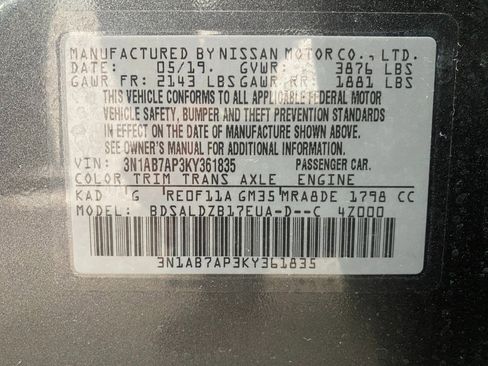 MANUFACTURED BY NISSAN MOTOR CO., LTD.
DATE: 05/19. GVWR: 3876 LBS
GAWR FR: 2143 LBS GAWR RR: 1881 LBS
THIS VEHICLE CONFORMS TO ALL APPLICABLE FEDERAL MOTOR
VEHICLE SAFETY, BUMPER AND THEFT PREVENTION STANDARDS
IN EFFECT ON THE DATE OF MANUFACTURE SHOWN ABOVE.
SEE OWNER'S MANUAL FOR ADDITIONAL INFORMATION.
VIN: 3N1AB7AP3KY361835 PASSENGER CAR.
COLOR TRIM TRANS AXLE ENGINE
KAD G RE0F11A GM35 MRA8DE 1798 CC
MODEL: BDSALDZB17EUA-D--C 4Z000
3N1AB7AP3KY361835